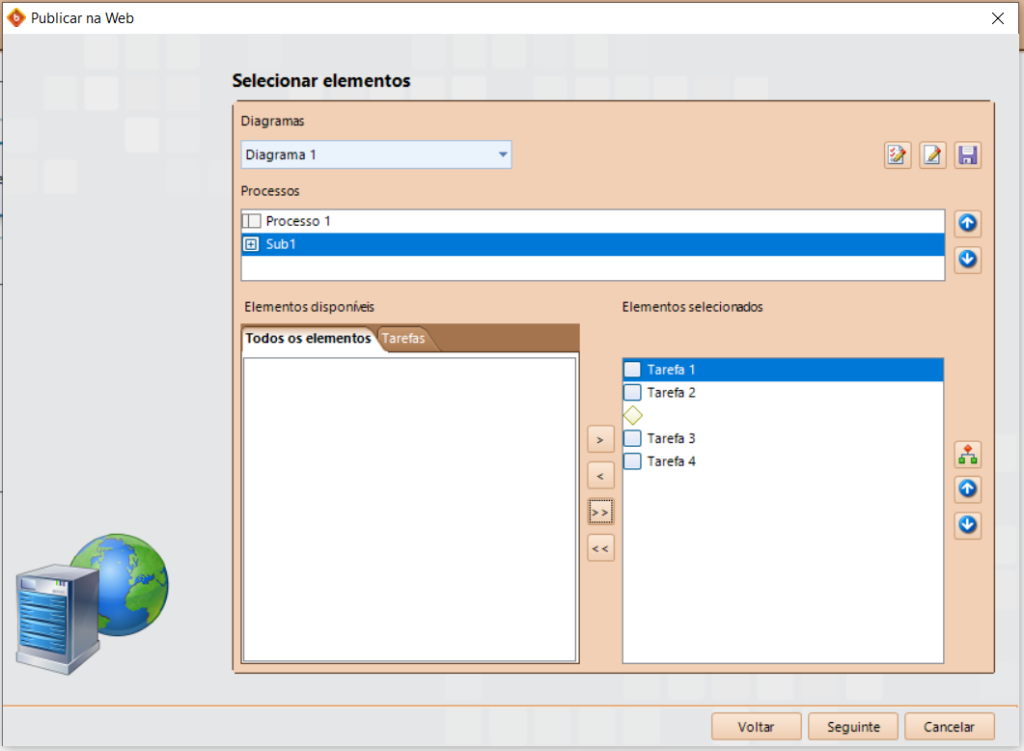 Publicar na Web
Selecionar elementos
Diagramas
Diagrama 1
Processos
Processo 1
Sub1
Elementos disponíveis
Elementos selecionados
Todos os elementos
Tarefas
Tarefa 1
Tarefa 2
Tarefa 3
Tarefa 4
>
<
>>
<<
Voltar
Seguinte
Cancelar